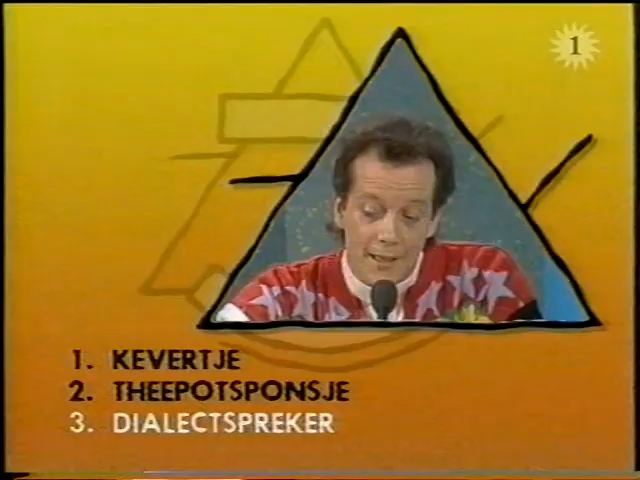 1
1. KEVERTJE
2. THEEPOTSPONSJE
3. DIALECTSPREKER